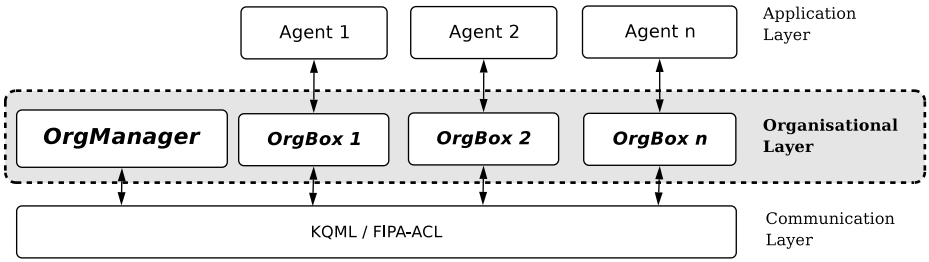 Agent 1
Agent 2
Agent n
Application
Layer
OrgManager
OrgBox 1
OrgBox 2
OrgBox n
Organisational
Layer
KQML / FIPA-ACL
Communication
Layer